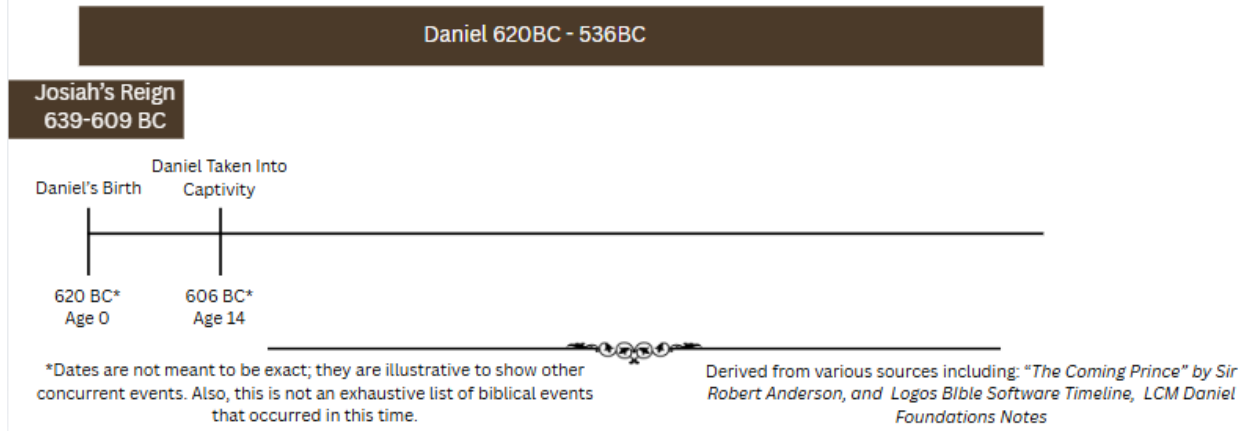 Daniel 620BC - 536BC
Josiah's Reign
639-609 BC
Daniel's Birth
Daniel Taken Into
Captivity
620 BC*
Age 0
606 BC*
Age 14
*Dates are not meant to be exact; they are illustrative to show other
concurrent events. Also, this is not an exhaustive list of biblical events
that occurred in this time.
Derived from various sources including: "The Coming Prince" by Sir
Robert Anderson, and Logos BIble Software Timeline, LCM Daniel
Foundations Notes